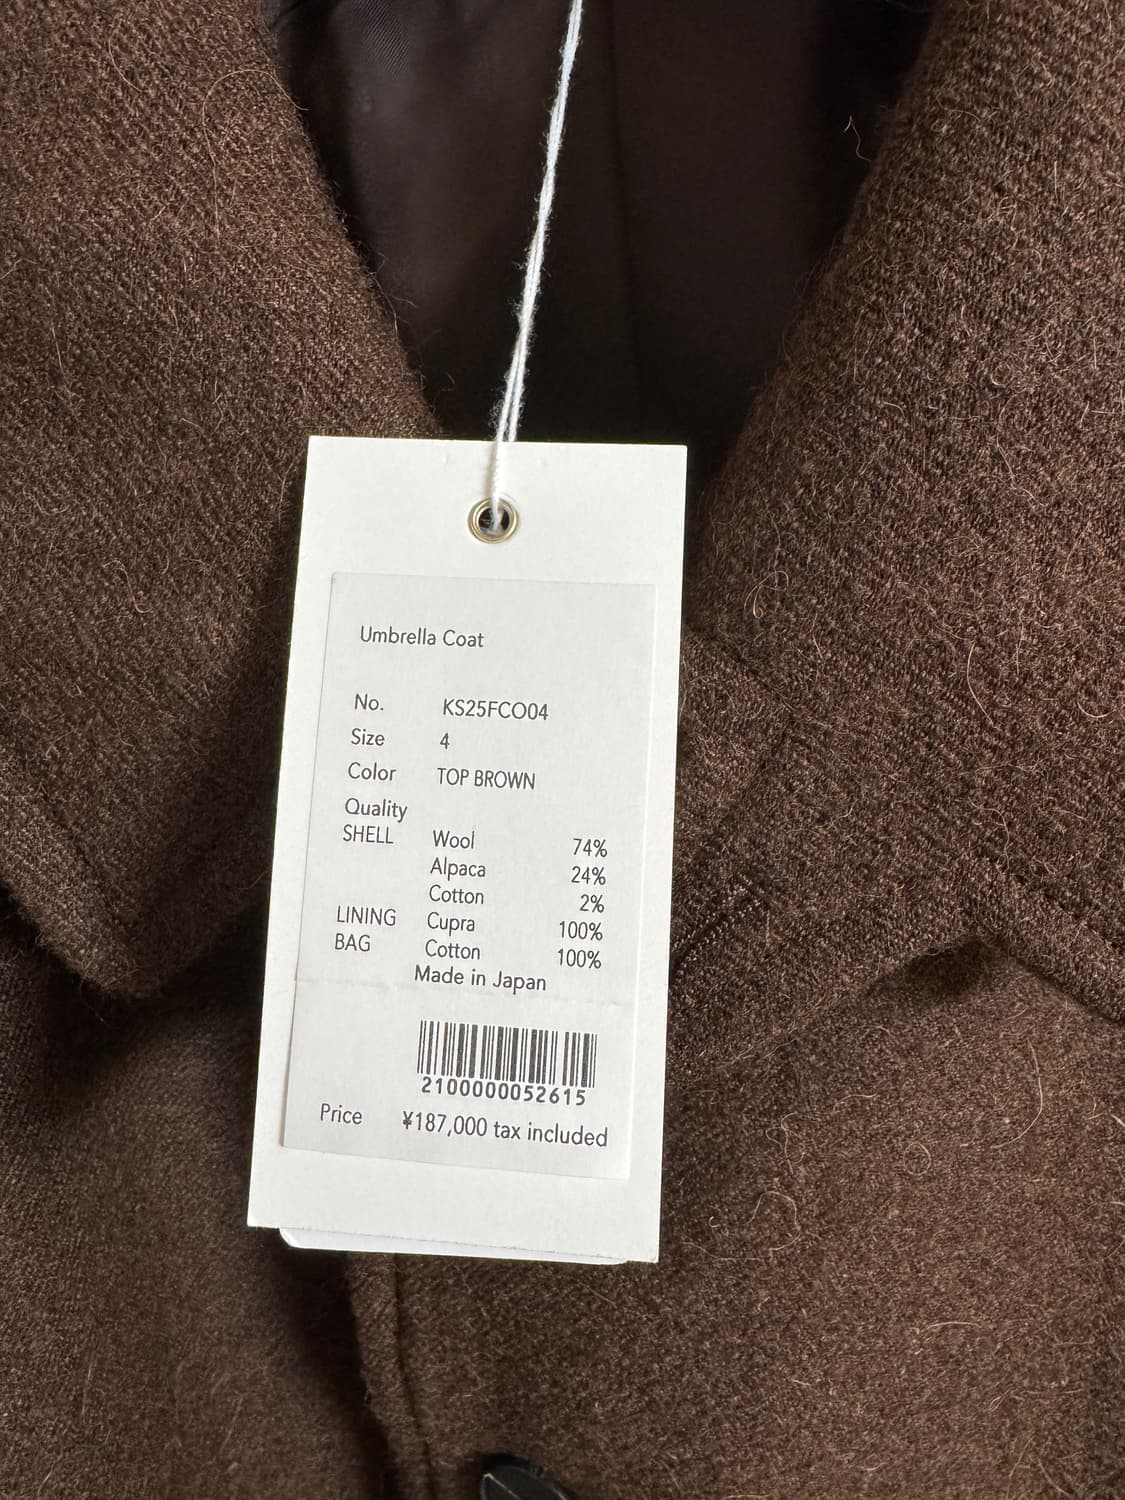 Umbrella Coat
No. KS25FCO04
Size 4
Color TOP BROWN
Quality
SHELL Wool 74%
Alpaca 24%
Cotton 2%
LINING Cupra 100%
BAG Cotton 100%
Made in Japan
2100000052615
Price ¥187,000 tax included